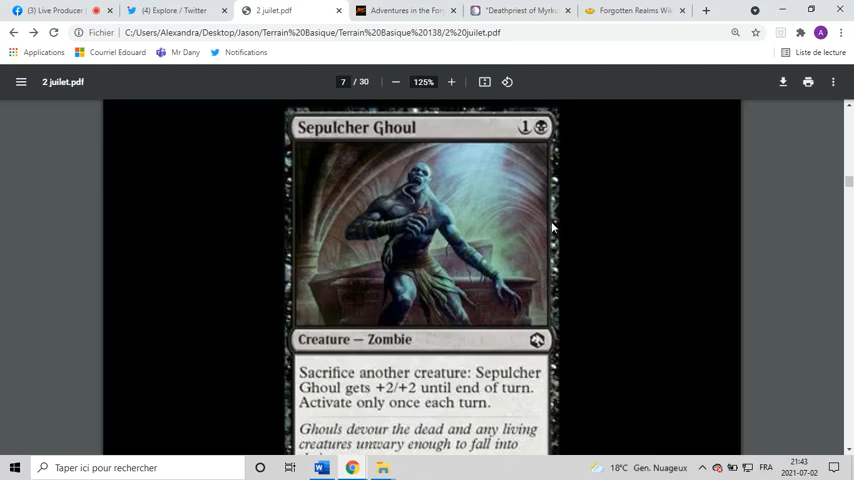 (3) Live Producer
(4) Explore / Twitter
2 juilet.pdf
Adventures in the Forg
"Deathpriest of Myrku
Forgotten Realms Wiki
Fichier
C:/Users/Alexandra/Desktop/Jason/Terrain%20Basique/Terrain%20Basique%20138/2%20juilet.pdf
A
Applications
Courriel Edouard
Mr Dany
Notifications
Liste de lecture
2 juilet.pdf
7 / 30
125%
Sepulcher Ghoul
1
Creature — Zombie
Sacrifice another creature: Sepulcher
Ghoul gets +2/+2 until end of turn.
Activate only once each turn.
Ghouls devour the dead and any living
creatures unwary enough to fall into
Taper ici pour rechercher
18°C Gen. Nuageux
FRA
21:43
2021-07-02